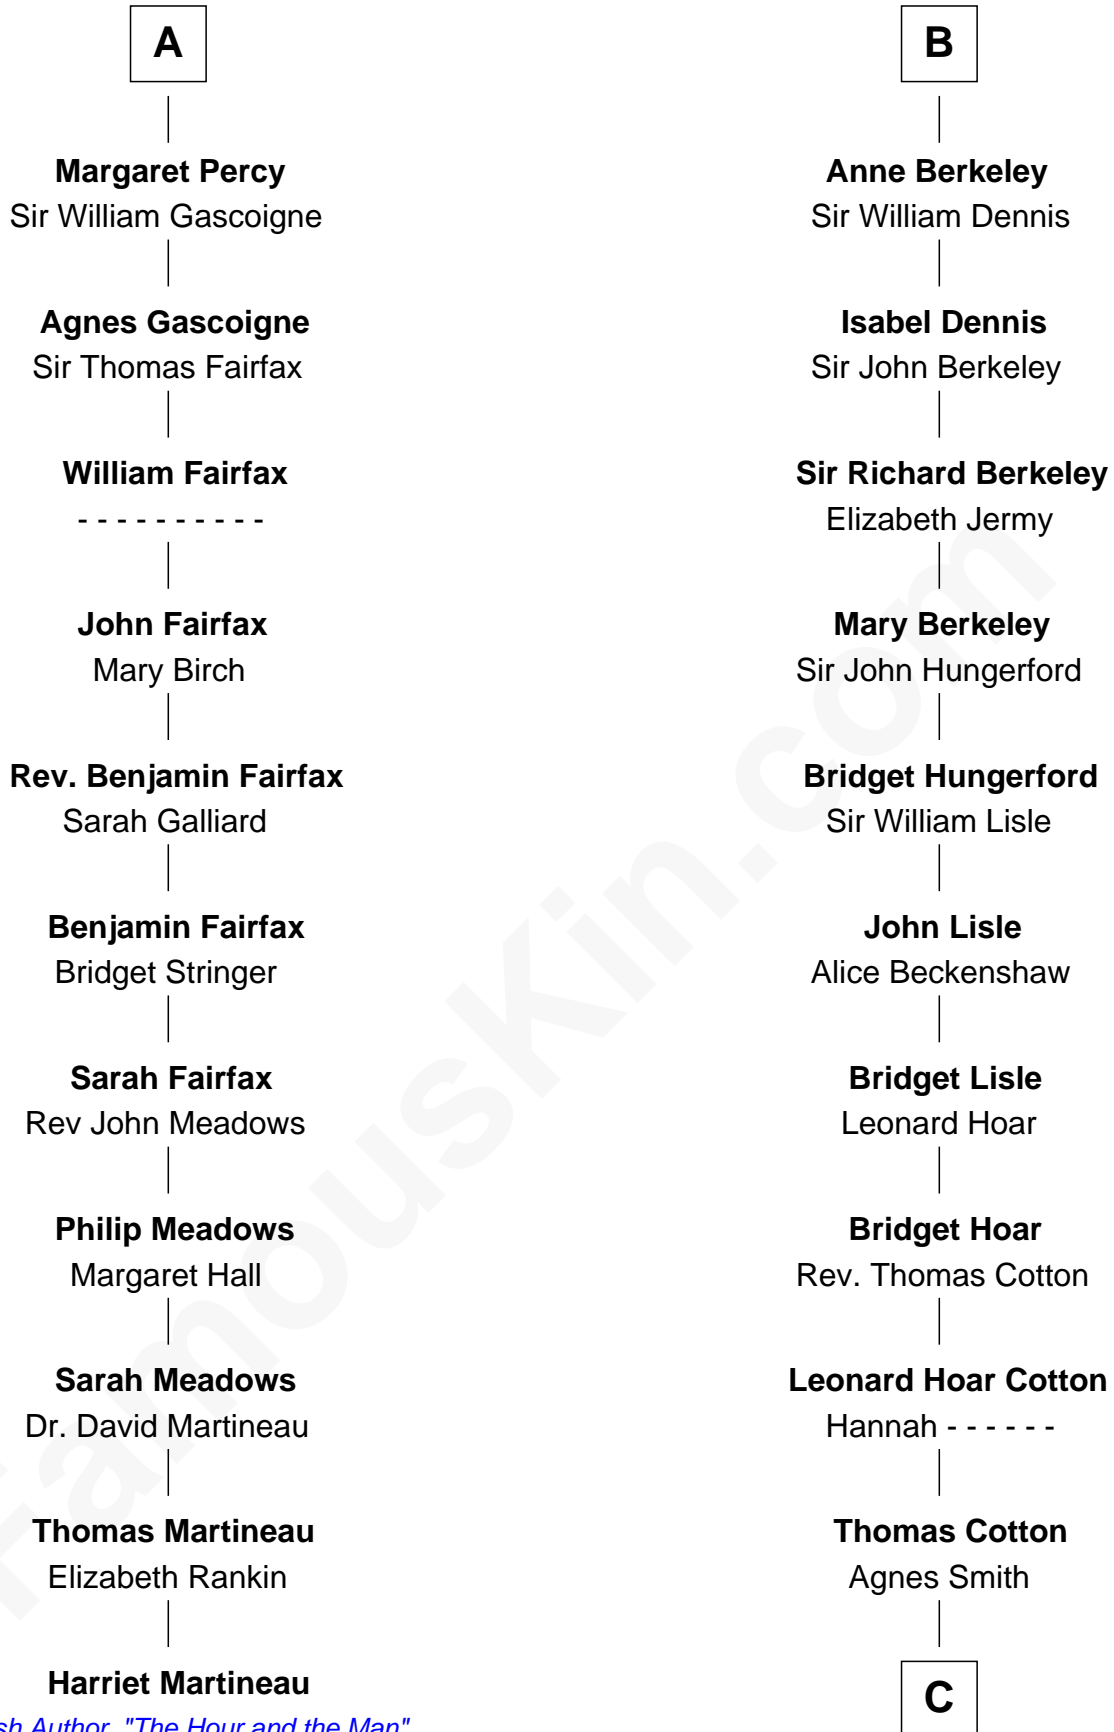 A
Margaret Percy
Sir William Gascoigne
Agnes Gascoigne
Sir Thomas Fairfax
William Fairfax
- - - - - - - - - -
John Fairfax
Mary Birch
Rev. Benjamin Fairfax
Sarah Galliard
Benjamin Fairfax
Bridget Stringer
Sarah Fairfax
Rev John Meadows
Philip Meadows
Margaret Hall
Sarah Meadows
Dr. David Martineau
Thomas Martineau
Elizabeth Rankin
Harriet Martineau
Author, "The Hour and the Man"
B
Anne Berkeley
Sir William Dennis
Isabel Dennis
Sir John Berkeley
Sir Richard Berkeley
Elizabeth Jermy
Mary Berkeley
Sir John Hungerford
Bridget Hungerford
Sir William Lisle
John Lisle
Alice Beckenshaw
Bridget Lisle
Leonard Hoar
Bridget Hoar
Rev. Thomas Cotton
Leonard Hoar Cotton
Hannah - - - - - -
Thomas Cotton
Agnes Smith
C
FamousKin.com